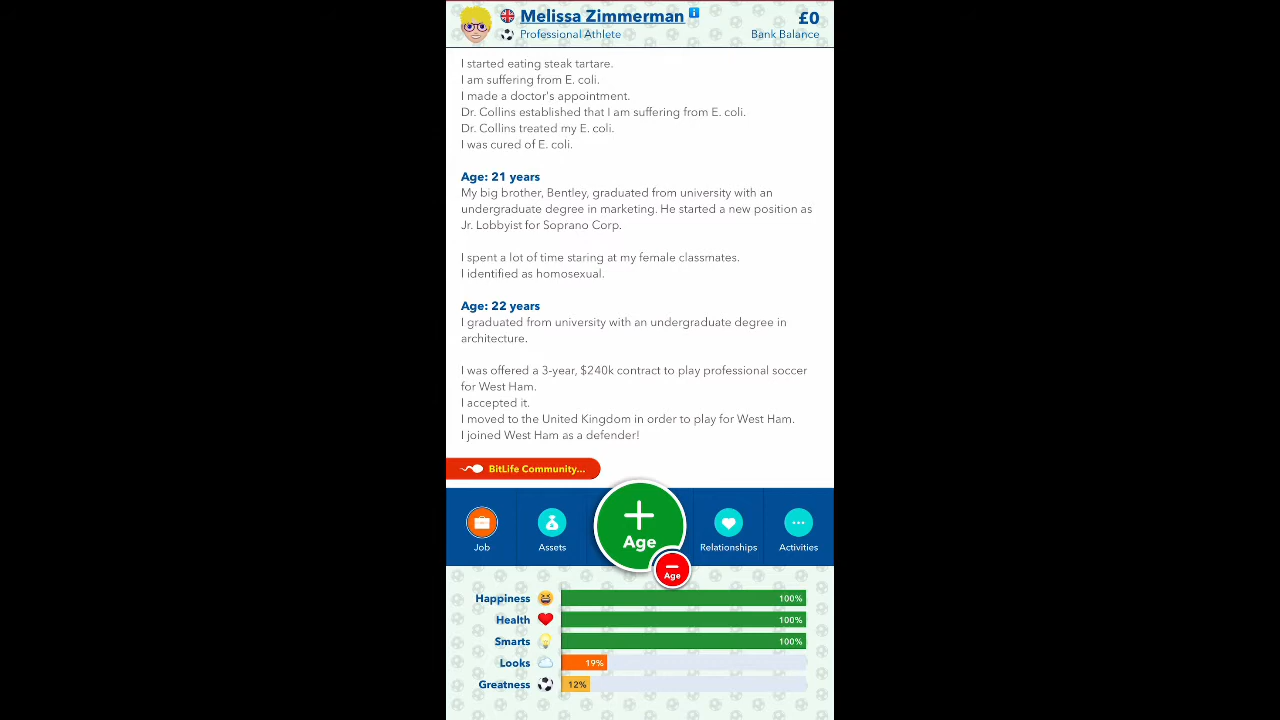 Melissa Zimmerman
£0
Professional Athlete
Bank Balance
I started eating steak tartare.
I am suffering from E. coli.
I made a doctor's appointment.
Dr. Collins established that I am suffering from E. coli.
Dr. Collins treated my E. coli.
I was cured of E. coli.
Age: 21 years
My big brother, Bentley, graduated from university with an
undergraduate degree in marketing. He started a new position as
Jr. Lobbyist for Soprano Corp.
I spent a lot of time staring at my female classmates.
I identified as homosexual.
Age: 22 years
I graduated from university with an undergraduate degree in
architecture.
I was offered a 3-year, $240k contract to play professional soccer
for West Ham.
I accepted it.
I moved to the United Kingdom in order to play for West Ham.
I joined West Ham as a defender!
BitLife Community...
Job
Assets
Age
Age
Relationships
Activities
Happiness 100%
Health 100%
Smarts 100%
Looks 19%
Greatness 12%